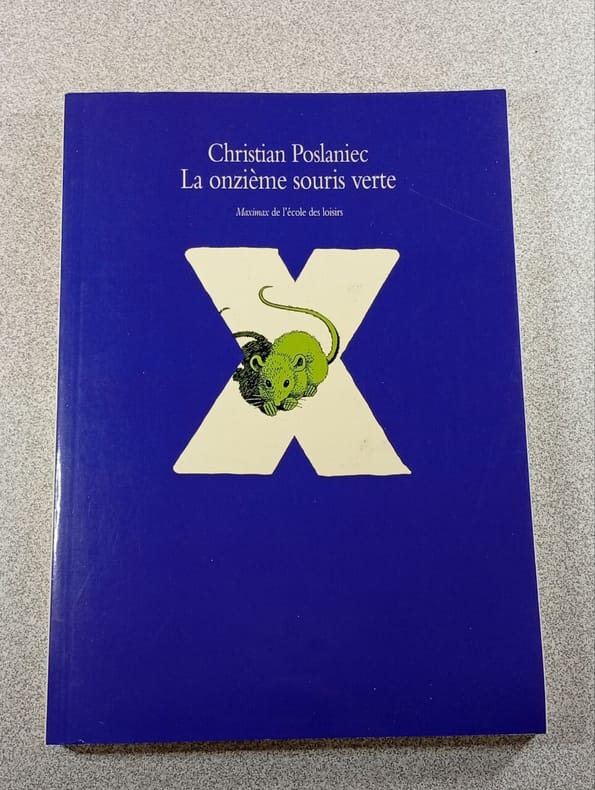 Christian Poslaniec
La onzième souris verte
Maximax de l'école des loisirs
X